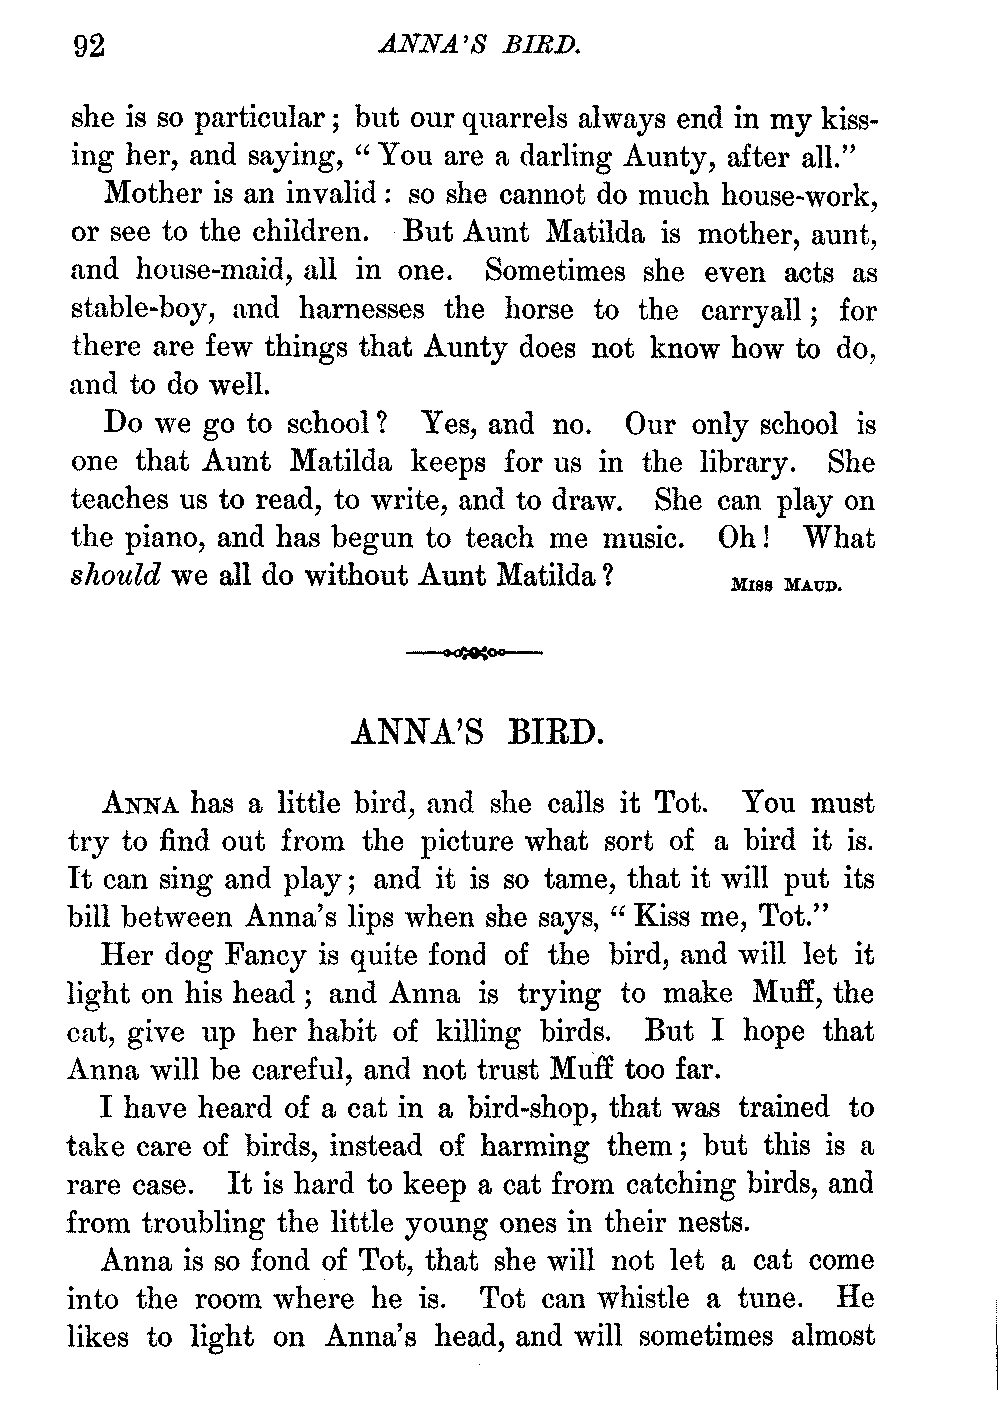 92 ANNA'S BIRD.
she is so particular; but our quarrels always end in my kiss-
ing her, and saying, "You are a darling Aunty, after all."
Mother is an invalid: so she cannot do much house-work,
or see to the children. But Aunt Matilda is mother, aunt,
and house-maid, all in one. Sometimes she even acts as
stable-boy, and harnesses the horse to the carryall; for
there are few things that Aunty does not know how to do,
and to do well.
Do we go to school? Yes, and no. Our only school is
one that Aunt Matilda keeps for us in the library. She
teaches us to read, to write, and to draw. She can play on
the piano, and has begun to teach me music. Oh! What
should we all do without Aunt Matilda? MISS MAUD.
ANNA'S BIRD.
ANNA has a little bird, and she calls it Tot. You must
try to find out from the picture what sort of a bird it is.
It can sing and play; and it is so tame, that it will put its
bill between Anna's lips when she says, "Kiss me, Tot."
Her dog Fancy is quite fond of the bird, and will let it
light on his head; and Anna is trying to make Muff, the
cat, give up her habit of killing birds. But I hope that
Anna will be careful, and not trust Muff too far.
I have heard of a cat in a bird-shop, that was trained to
take care of birds, instead of harming them; but this is a
rare case. It is hard to keep a cat from catching birds, and
from troubling the little young ones in their nests.
Anna is so fond of Tot, that she will not let a cat come
into the room where he is. Tot can whistle a tune. He
likes to light on Anna's head, and will sometimes almost